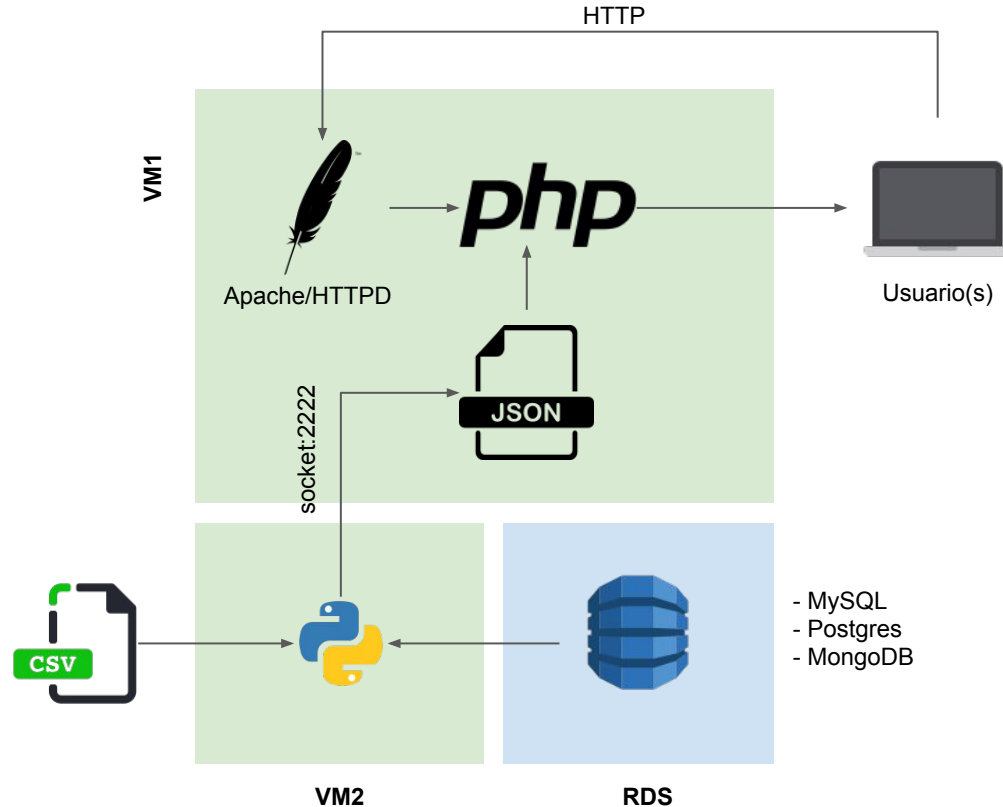 HTTP
VM1
php
Apache/HTTPD
Usuario(s)
socket:2222
JSON
CSV
- MySQL
- Postgres
- MongoDB
VM2
RDS